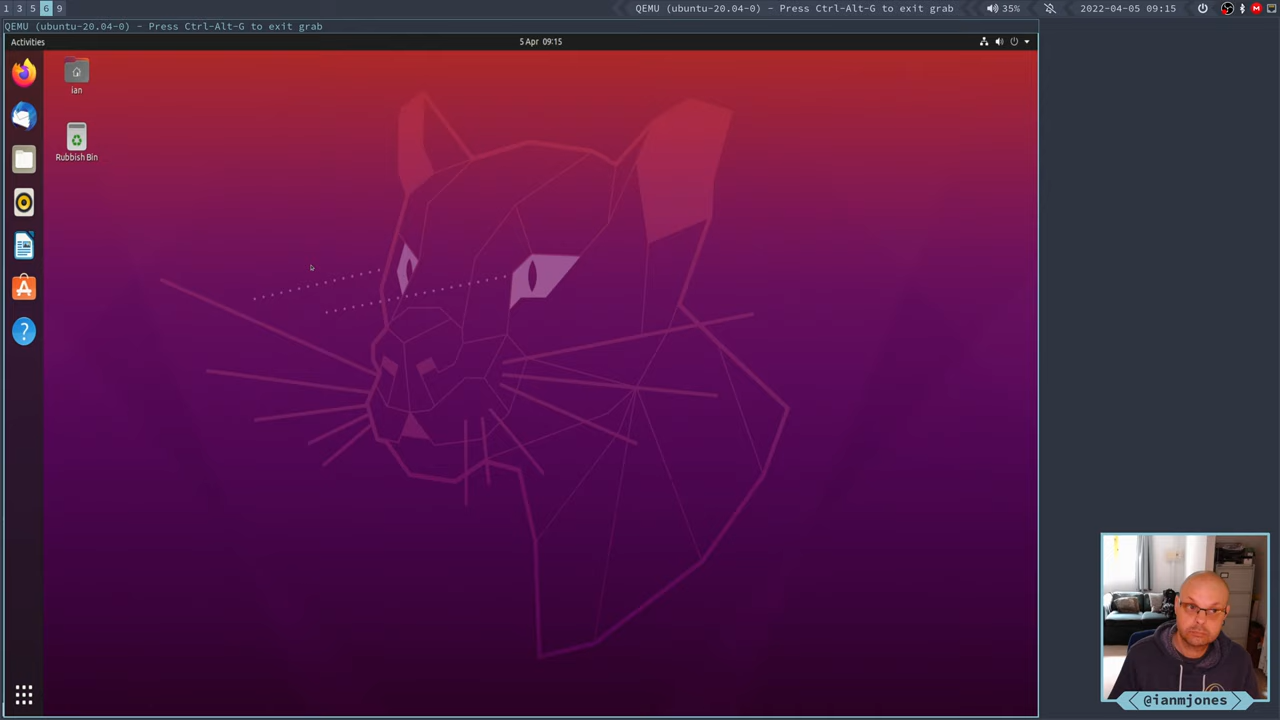 1 2 3 5 6 9
QEMU (ubuntu-20.04-0) - Press Ctrl-Alt-G to exit grab
35%
2022-04-05 09:15
QEMU (ubuntu-20.04-0) - Press Ctrl-Alt-G to exit grab
Activities
5 Apr 09:15
ian
Rubbish Bin
@ianmjones